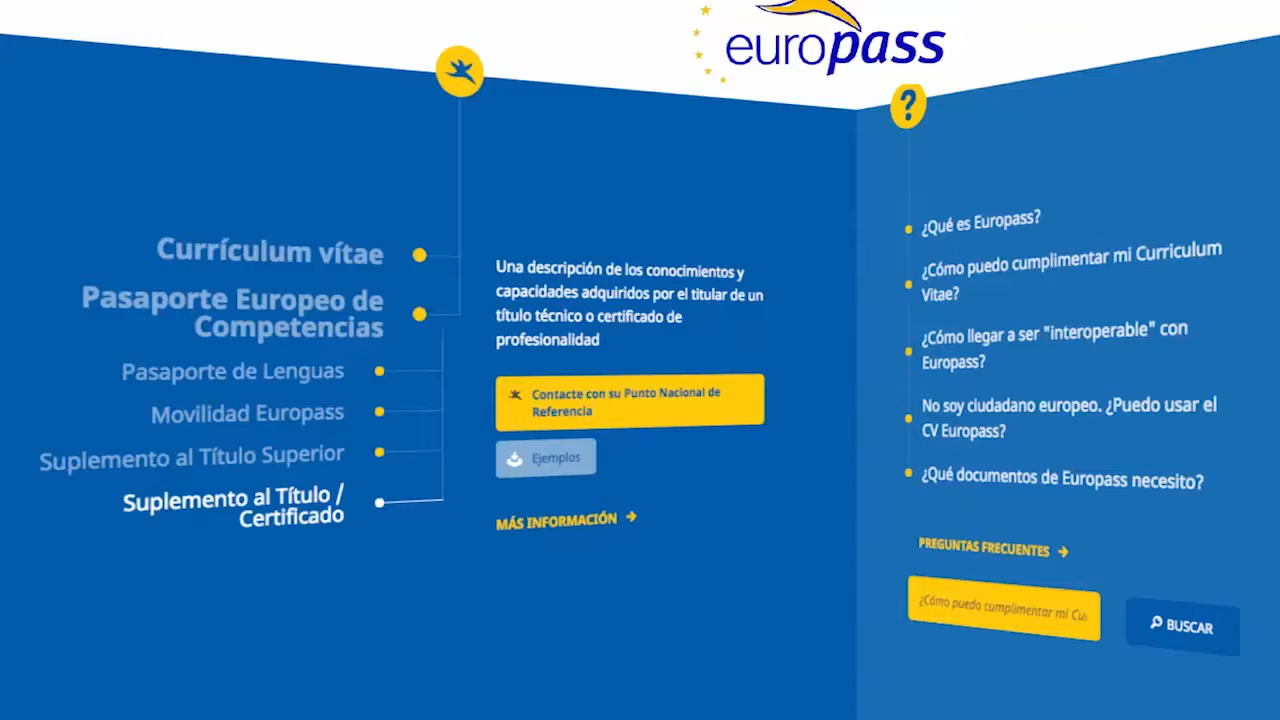 europass
Currículum vítae
Pasaporte Europeo de
Competencias
Pasaporte de Lenguas
Movilidad Europass
Suplemento al Título Superior
Suplemento al Título /
Certificado
Una descripción de los conocimientos y
capacidades adquiridos por el titular de un
título técnico o certificado de
profesionalidad
Contacte con su Punto Nacional de
Referencia
Ejemplos
MÁS INFORMACIÓN
?
¿Qué es Europass?
¿Cómo puedo cumplimentar mi Curriculum
Vitae?
¿Cómo llegar a ser "interoperable" con
Europass?
No soy ciudadano europeo. ¿Puedo usar el
CV Europass?
¿Qué documentos de Europass necesito?
PREGUNTAS FRECUENTES
¿Cómo puedo cumplimentar mi Cu
BUSCAR